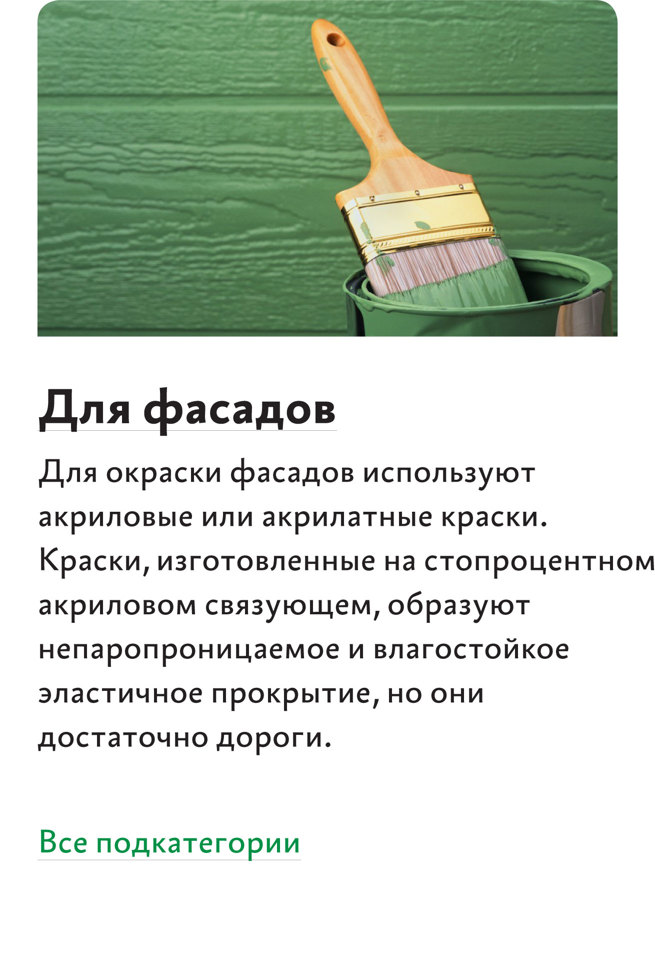 Для фасадов
Для окраски фасадов используют
акриловые или акрилатные краски.
Краски, изготовленные на стопроцентном
акриловом связующем, образуют
непаропроницаемое и влагостойкое
эластичное прокрытие, но они
достаточно дороги.
Все подкатегории